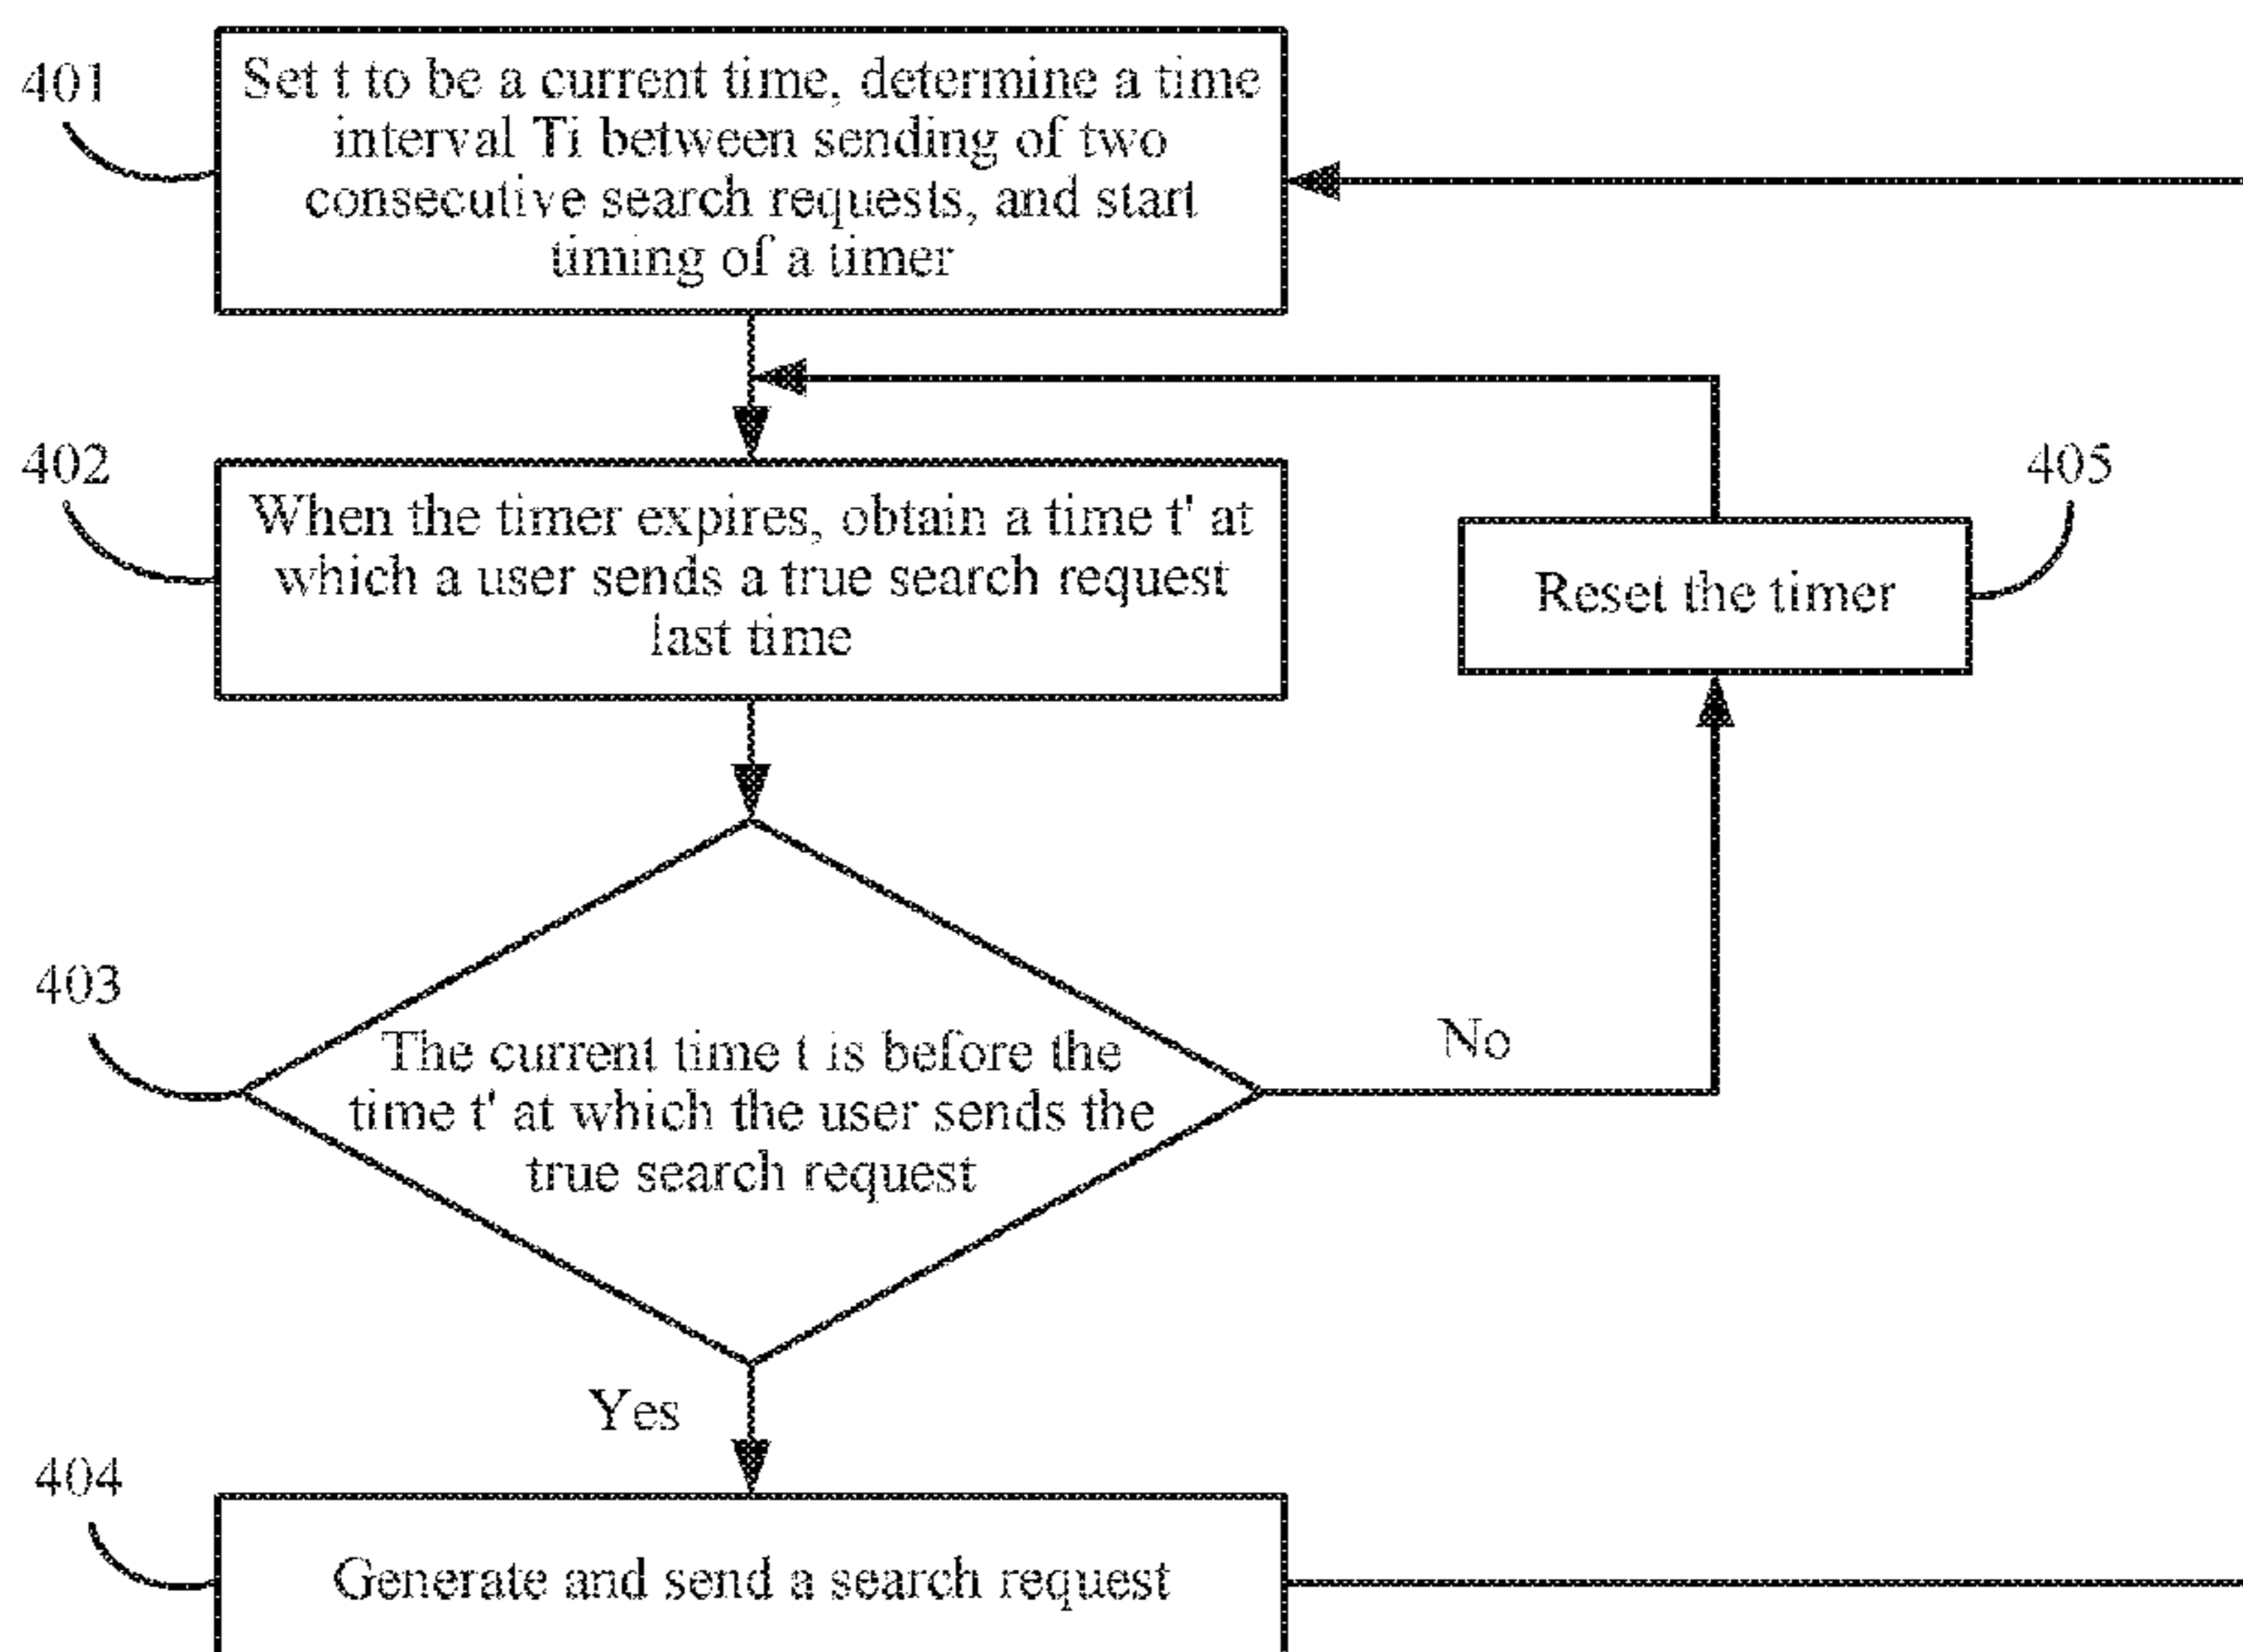 401
Set t to be a current time, determine a time
interval Ti between sending of two
consecutive search requests, and start
timing of a timer
402
When the timer expires, obtain a time t' at
which a user sends a true search request
last time
405
Reset the timer
403
The current time t is before the
time t' at which the user sends the
true search request
No
Yes
404
Generate and send a search request